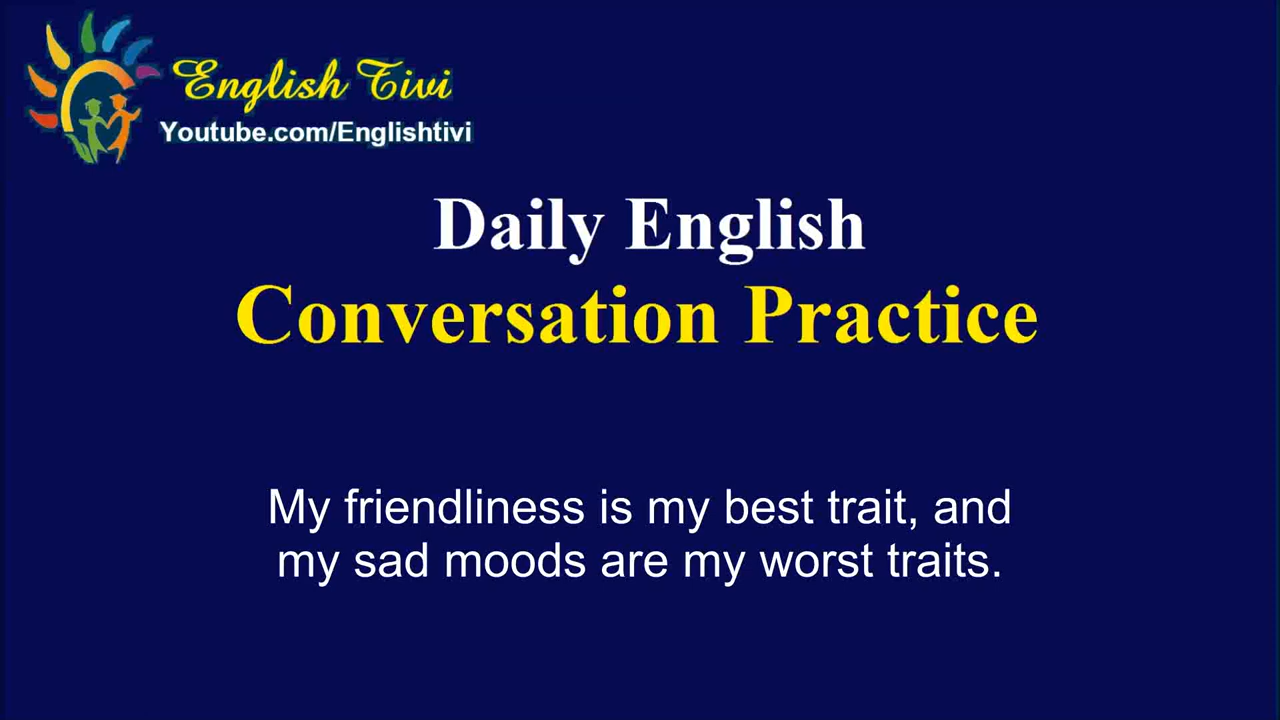 English Tivi
Youtube.com/Englishtivi
Daily English
Conversation Practice
My friendliness is my best trait, and
my sad moods are my worst traits.